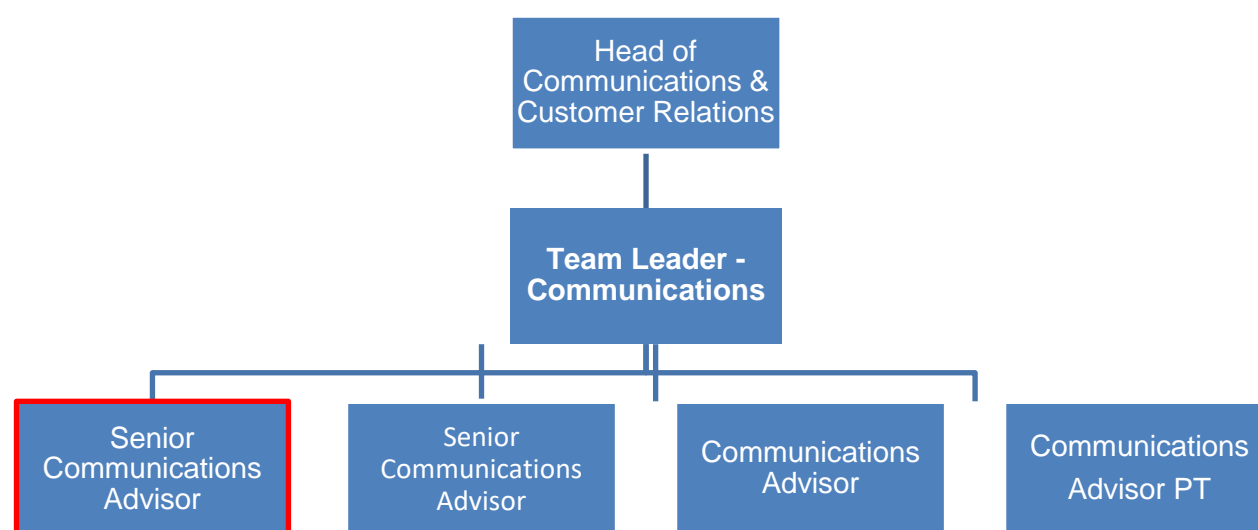 Head of
Communications &
Customer Relations
Team Leader -
Communications
Senior
Communications
Advisor
Senior
Communications
Advisor
Communications
Advisor
Communications
Advisor PT